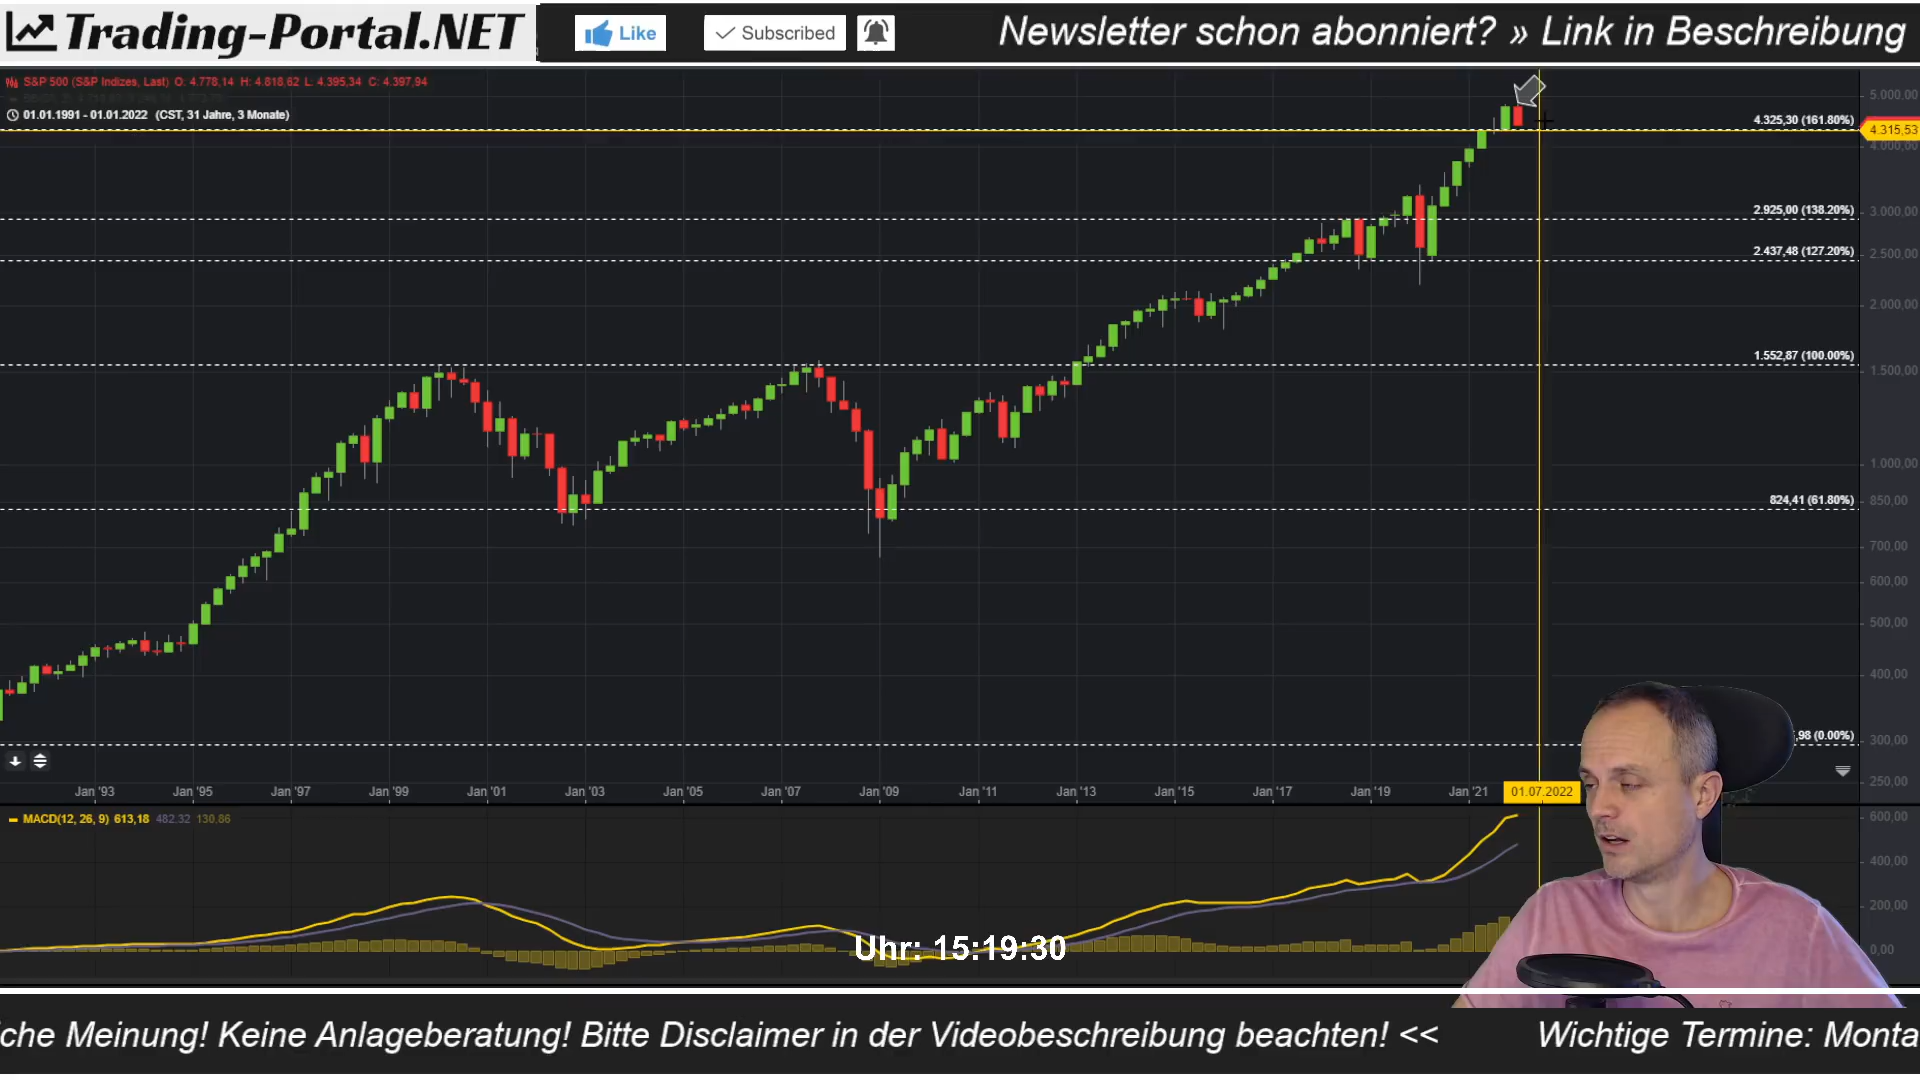 Trading-Portal.NET
Like
Subscribed
Newsletter schon abonniert? » Link in Beschreibung
S&P 500 (S&P Indizes, Last) O: 4.778,14 H: 4.818,62 L: 4.395,34 C: 4.397,94
01.01.1991 - 01.01.2022 (CST, 31 Jahre, 3 Monate)
5.000,00
4.325,30 (161.80%)
4.315,53
4.000,00
2.925,00 (138.20%)
3.000,00
2.437,48 (127.20%)
2.500,00
2.000,00
1.552,87 (100.00%)
1.500,00
1.000,00
824,41 (61.80%)
850,00
700,00
600,00
500,00
400,00
,98 (0.00%)
300,00
250,00
Jan '93 Jan '95 Jan '97 Jan '99 Jan '01 Jan '03 Jan '05 Jan '07 Jan '09 Jan '11 Jan '13 Jan '15 Jan '17 Jan '19 Jan '21 01.07.2022
MACD(12, 26, 9) 613,18 482.32 130.86
600,00
400,00
200,00
0,00
Uhr: 15:19:30
che Meinung! Keine Anlageberatung! Bitte Disclaimer in der Videobeschreibung beachten! << Wichtige Termine: Monta